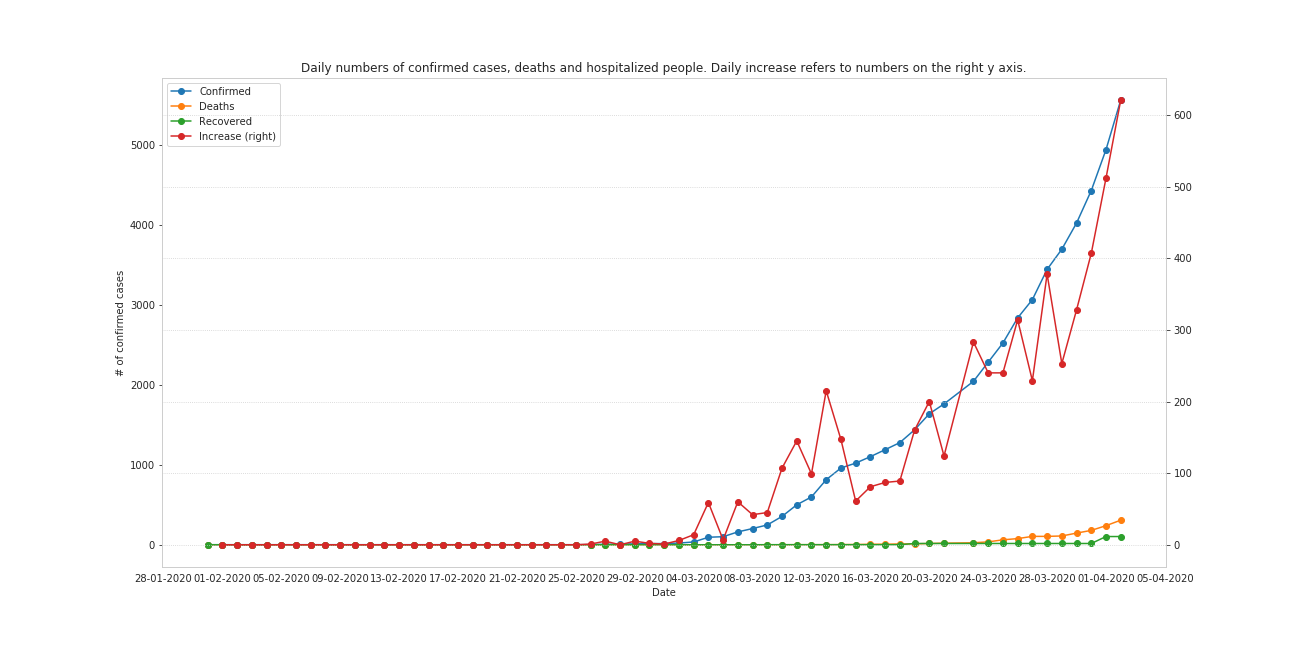 Daily numbers of confirmed cases, deaths and hospitalized people. Daily increase refers to numbers on the right y axis.
Confirmed
Deaths
Recovered
Increase (right)
5000
4000
3000
2000
1000
0
# of confirmed cases
600
500
400
300
200
100
0
28-01-2020 01-02-2020 05-02-2020 09-02-2020 13-02-2020 17-02-2020 21-02-2020 25-02-2020 29-02-2020 04-03-2020 08-03-2020 12-03-2020 16-03-2020 20-03-2020 24-03-2020 28-03-2020 01-04-2020 05-04-2020
Date